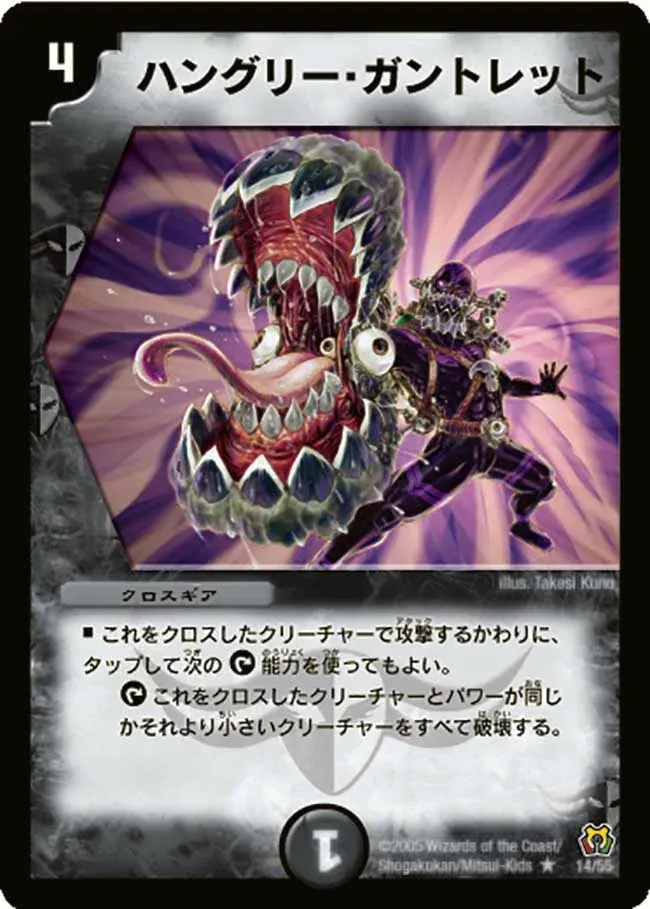 4
ハングリー・ガントレット
illus. Takesi Kuno
クロスギア
■ これをクロスしたクリーチャーで攻撃するかわりに、
タップして次の 能力を使ってもよい。
これをクロスしたクリーチャーとパワーが同じ
かそれより小さいクリーチャーをすべて破壊する。
1
©2005 Wizards of the Coast/
Shogakukan/Mitsui-Kids ★ 14/55